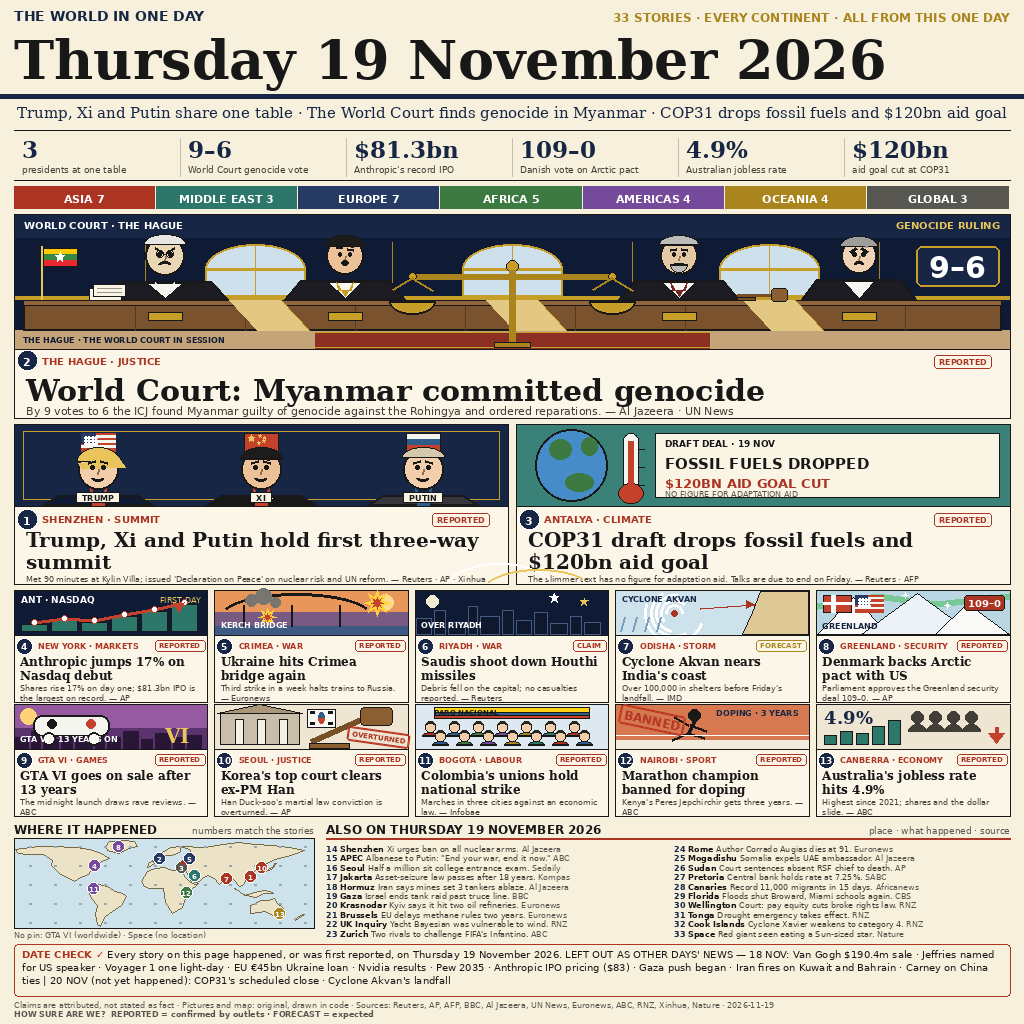 THE WORLD IN ONE DAY
33 STORIES · EVERY CONTINENT · ALL FROM THIS ONE DAY
Thursday 19 November 2026
Trump, Xi and Putin share one table · The World Court finds genocide in Myanmar · COP31 drops fossil fuels and $120bn aid goal
3
presidents at one table
9–6
World Court genocide vote
$81.3bn
Anthropic's record IPO
109–0
Danish vote on Arctic pact
4.9%
Australian jobless rate
$120bn
aid goal cut at COP31
ASIA 7
MIDDLE EAST 3
EUROPE 7
AFRICA 5
AMERICAS 4
OCEANIA 4
GLOBAL 3
WORLD COURT · THE HAGUE
GENOCIDE RULING
9–6
THE HAGUE · THE WORLD COURT IN SESSION
2 THE HAGUE · JUSTICE
REPORTED
World Court: Myanmar committed genocide
By 9 votes to 6 the ICJ found Myanmar guilty of genocide against the Rohingya and ordered reparations. — Al Jazeera · UN News
TRUMP
XI
PUTIN
1 SHENZHEN · SUMMIT
REPORTED
Trump, Xi and Putin hold first three-way
summit
Met 90 minutes at Kylin Villa; issued 'Declaration on Peace' on nuclear risk and UN reform. — Reuters · AP · Xinhua
DRAFT DEAL · 19 NOV
FOSSIL FUELS DROPPED
$120BN AID GOAL CUT
NO FIGURE FOR ADAPTATION AID
3 ANTALYA · CLIMATE
REPORTED
COP31 draft drops fossil fuels and
$120bn aid goal
The slimmer text has no figure for adaptation aid. Talks are due to end on Friday. — Reuters · AFP
ANT · NASDAQ
FIRST DAY
4 NEW YORK · MARKETS
REPORTED
Anthropic jumps 17% on
Nasdaq debut
Shares rise 17% on day one; $81.3bn IPO is
the largest on record. — AP
KERCH BRIDGE
5 CRIMEA · WAR
REPORTED
Ukraine hits Crimea
bridge again
Third strike in a week halts trains to Russia.
— Euronews
OVER RIYADH
6 RIYADH · WAR
CLAIM
Saudis shoot down Houthi
missiles
Debris fell on the capital; no casualties
reported. — Reuters
CYCLONE AKVAN
7 ODISHA · STORM
FORECAST
Cyclone Akvan nears
India's coast
Over 100,000 in shelters before Friday's
landfall. — IMD
109–0
GREENLAND
8 GREENLAND · SECURITY
REPORTED
Denmark backs Arctic
pact with US
Parliament approves the Greenland security
deal 109–0. — AP
GTA VI · 13 YEARS ON
VI
9 GTA VI · GAMES
REPORTED
GTA VI goes on sale after
13 years
The midnight launch draws rave reviews. —
ABC
OVERTURNED
10 SEOUL · JUSTICE
REPORTED
Korea's top court clears
ex-PM Han
Han Duck-soo's martial law conviction is
overturned. — AP
PARO NACIONAL
11 BOGOTÁ · LABOUR
REPORTED
Colombia's unions hold
national strike
Marches in three cities against an economic
law. — Infobae
BANNED
DOPING · 3 YEARS
12 NAIROBI · SPORT
REPORTED
Marathon champion
banned for doping
Kenya's Peres Jepchirchir gets three years. —
ABC
4.9%
13 CANBERRA · ECONOMY
REPORTED
Australia's jobless rate
hits 4.9%
Highest since 2021; shares and the dollar
slide. — ABC
WHERE IT HAPPENED
numbers match the stories
8
4
11
2
5
3
6
12
7
1
10
13
No pin: GTA VI (worldwide) · Space (no location)
ALSO ON THURSDAY 19 NOVEMBER 2026
place · what happened · source
14 Shenzhen Xi urges ban on all nuclear arms. Al Jazeera
15 APEC Albanese to Putin: "End your war, end it now." ABC
16 Seoul Half a million sit college entrance exam. Sedaily
17 Jakarta Asset-seizure law passes after 18 years. Kompas
18 Hormuz Iran says mines set 3 tankers ablaze. Al Jazeera
19 Gaza Israel ends tank raid past truce line. BBC
20 Krasnodar Kyiv says it hit two oil refineries. Euronews
21 Brussels EU delays methane rules two years. Euronews
22 UK Inquiry Yacht Bayesian was vulnerable to wind. RNZ
23 Zurich Two rivals to challenge FIFA's Infantino. ABC
24 Rome Author Corrado Augias dies at 91. Euronews
25 Mogadishu Somalia expels UAE ambassador. Al Jazeera
26 Sudan Court sentences absent RSF chief to death. AP
27 Pretoria Central bank holds rate at 7.25%. SABC
28 Canaries Record 11,000 migrants in 15 days. Africanews
29 Florida Floods shut Broward, Miami schools again. CBS
30 Wellington Court: pay equity cuts broke rights law. RNZ
31 Tonga Drought emergency takes effect. RNZ
32 Cook Islands Cyclone Xavier weakens to category 4. RNZ
33 Space Red giant seen eating a Sun-sized star. Nature
DATE CHECK ✓ Every story on this page happened, or was first reported, on Thursday 19 November 2026. LEFT OUT AS OTHER DAYS' NEWS — 18 NOV: Van Gogh $190.4m sale · Jeffries named
for US speaker · Voyager 1 one light-day · EU €45bn Ukraine loan · Nvidia results · Pew 2035 · Anthropic IPO pricing ($83) · Gaza push began · Iran fires on Kuwait and Bahrain · Carney on China
ties | 20 NOV (not yet happened): COP31's scheduled close · Cyclone Akvan's landfall
Claims are attributed, not stated as fact · Pictures and map: original, drawn in code · Sources: Reuters, AP, AFP, BBC, Al Jazeera, UN News, Euronews, ABC, RNZ, Xinhua, Nature · 2026-11-19
HOW SURE ARE WE? REPORTED = confirmed by outlets · FORECAST = expected